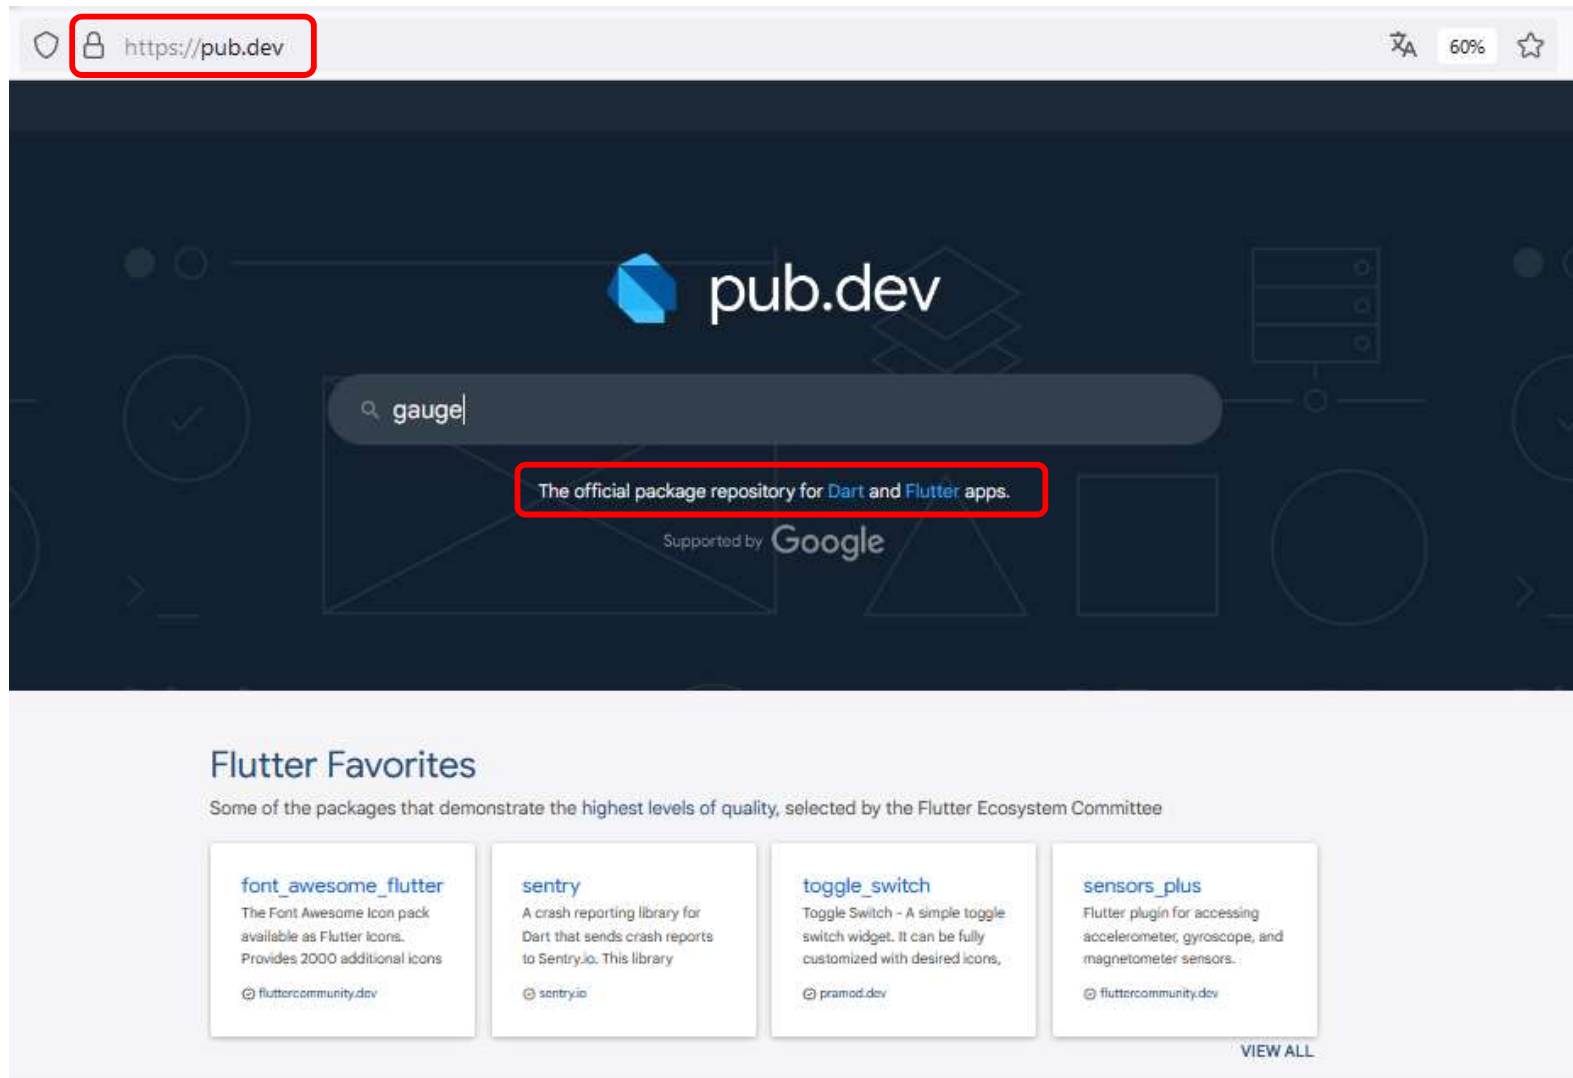 https://pub.dev
60%
pub.dev
gauge
The official package repository for Dart and Flutter apps.
Supported by Google
Flutter Favorites
Some of the packages that demonstrate the highest levels of quality, selected by the Flutter Ecosystem Committee
font_awesome_flutter
The Font Awesome Icon pack
available as Flutter Icons.
Provides 2000 additional icons
fluttercommunity.dev
sentry
A crash reporting library for
Dart that sends crash reports
to Sentry.io. This library
sentry.io
toggle_switch
Toggle Switch - A simple toggle
switch widget. It can be fully
customized with desired icons,
pramod.dev
sensors_plus
Flutter plugin for accessing
accelerometer, gyroscope, and
magnetometer sensors.
fluttercommunity.dev
VIEW ALL